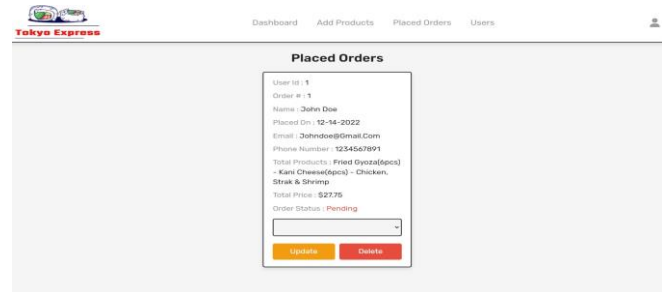 Dashboard Add Products Placed Orders Users
Tokyo Express
Placed Orders
User Id : 1
Order # : 1
Name : John Doe
Placed On : 12-14-2022
Email : Johndoe@Gmail.Com
Phone Number : 1234567891
Total Products : Fried Gyoza(6pcs)
- Kani Cheese(6pcs) - Chicken,
Strak & Shrimp
Total Price : $27.75
Order Status : Pending
Update Delete